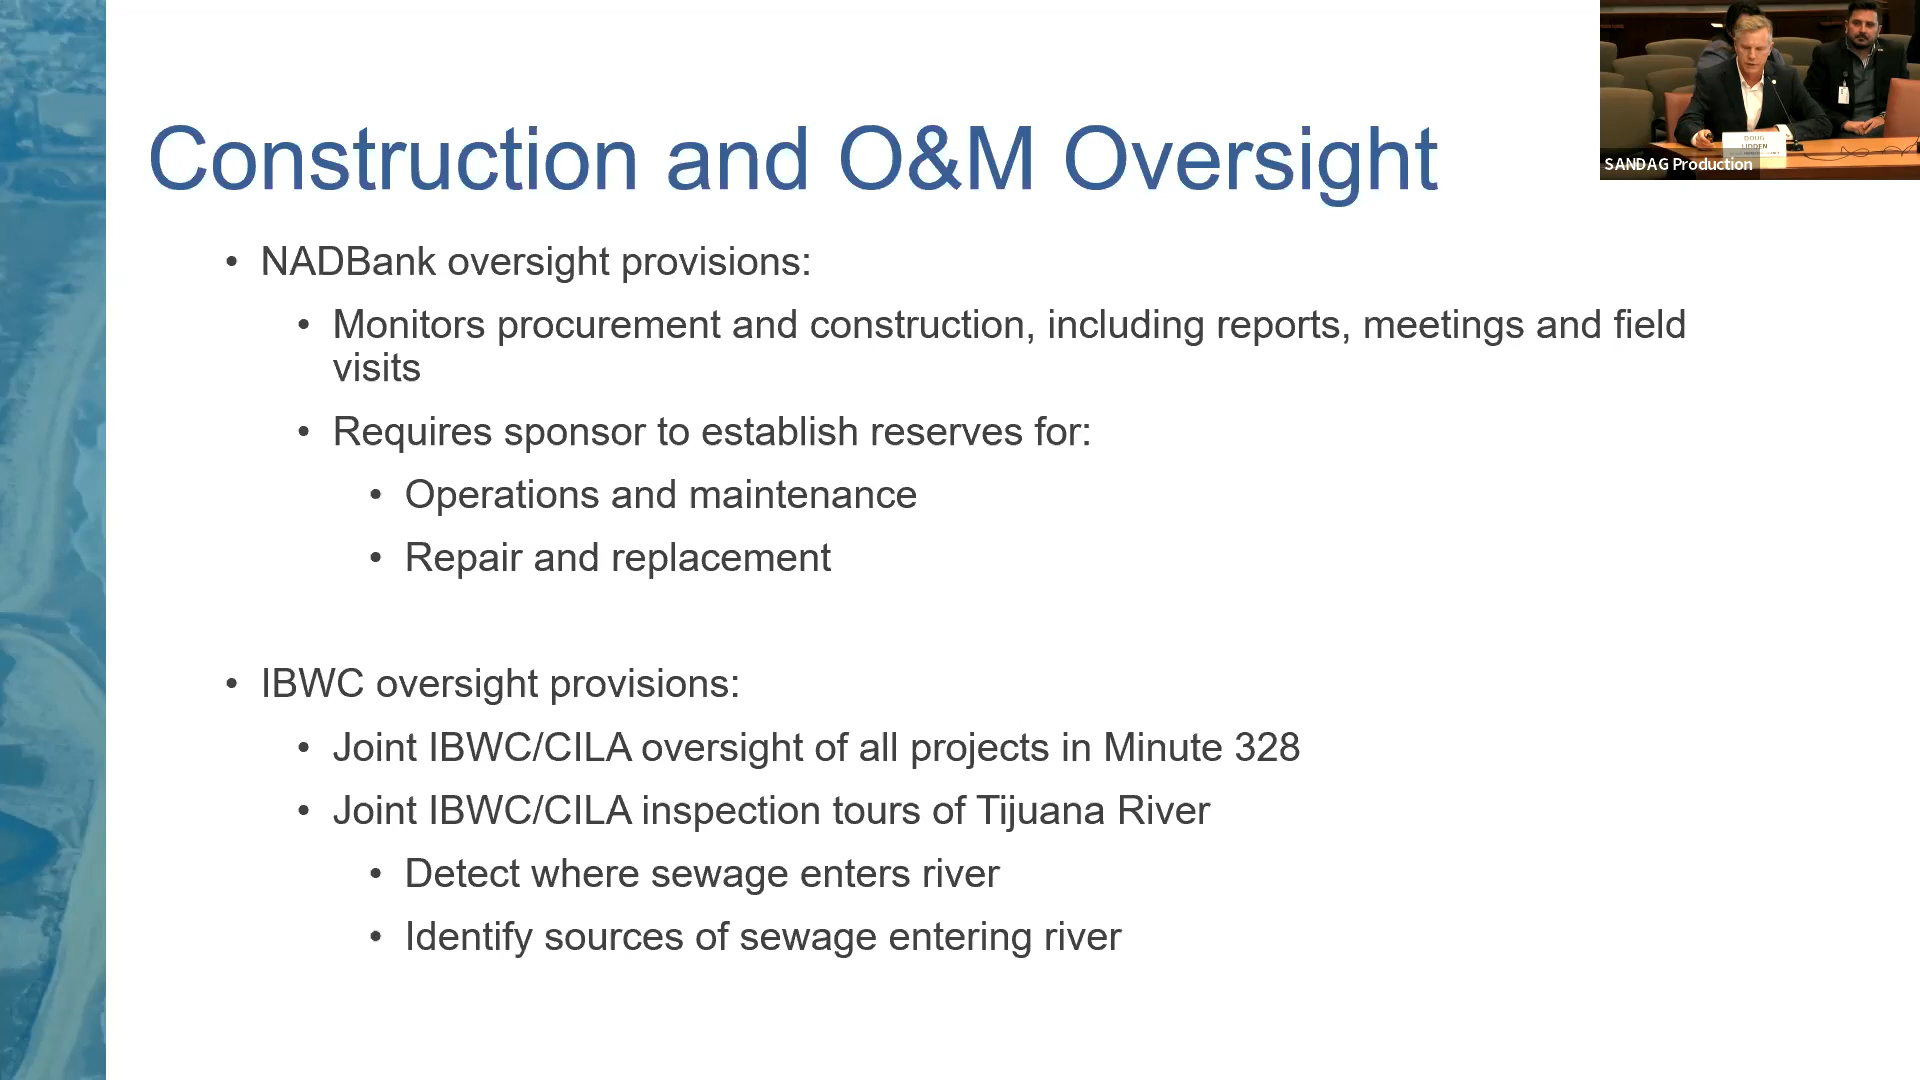 Construction and O&M Oversight
• NADBank oversight provisions:
• Monitors procurement and construction, including reports, meetings and field
visits
• Requires sponsor to establish reserves for:
• Operations and maintenance
• Repair and replacement
• IBWC oversight provisions:
• Joint IBWC/CILA oversight of all projects in Minute 328
• Joint IBWC/CILA inspection tours of Tijuana River
• Detect where sewage enters river
• Identify sources of sewage entering river
DOUG
LIDDEN
SANDAG Production